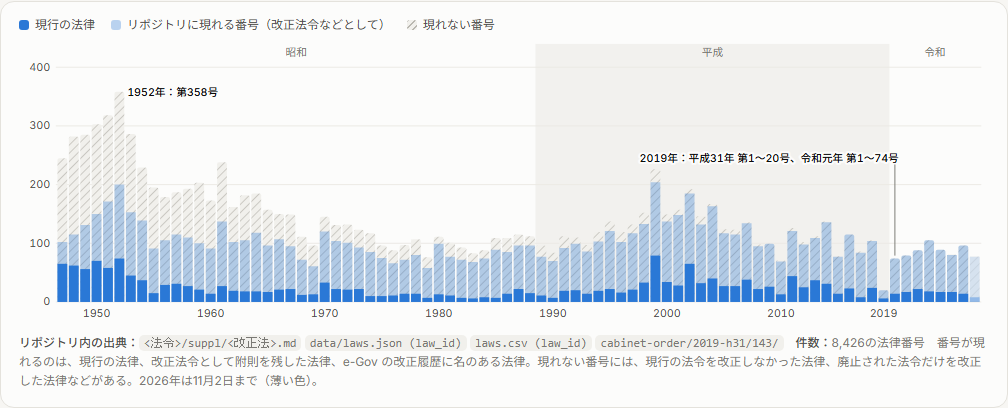 現行の法律 リポジトリに現れる番号（改正法令などとして） 現れない番号
昭和 平成 令和
400
1952年：第358号
300
2019年：平成31年 第1〜20号、令和元年 第1〜74号
200
100
0
1950 1960 1970 1980 1990 2000 2010 2019
リポジトリ内の出典： <法令>/suppl/<改正法>.md data/laws.json (law_id) laws.csv (law_id) cabinet-order/2019-h31/143/ 件数：8,426の法律番号 番号が現
れるのは、現行の法律、改正法令として附則を残した法律、e-Gov の改正履歴に名のある法律。現れない番号には、現行の法令を改正しなかった法律、廃止された法令だけを改正
した法律などがある。2026年は11月2日まで（薄い色）。